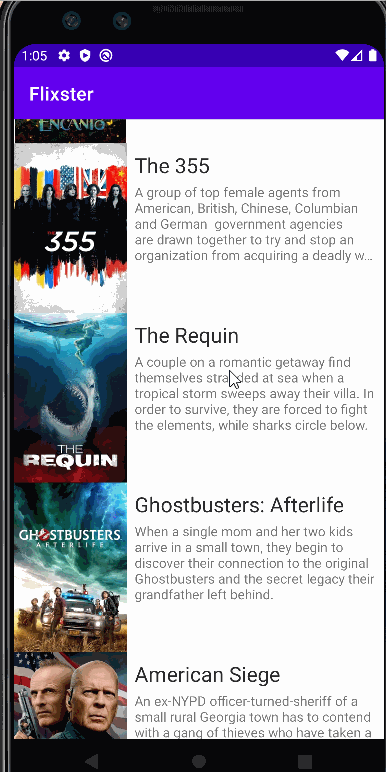 1:05
Flixster
ENCANTO
The 355
A group of top female agents from
American, British, Chinese, Columbian
and German  government agencies
are drawn together to try and stop an
organization from acquiring a deadly w...
355
The Requin
A couple on a romantic getaway find
themselves stranded at sea when a
tropical storm sweeps away their villa. In
order to survive, they are forced to fight
the elements, while sharks circle below.
THE
REQUIN
Ghostbusters: Afterlife
When a single mom and her two kids
arrive in a small town, they begin to
discover their connection to the original
Ghostbusters and the secret legacy their
grandfather left behind.
GHOSTBUSTERS
AFTERLIFE
American Siege
An ex-NYPD officer-turned-sheriff of a
small rural Georgia town has to contend
with a gang of thieves who have taken a